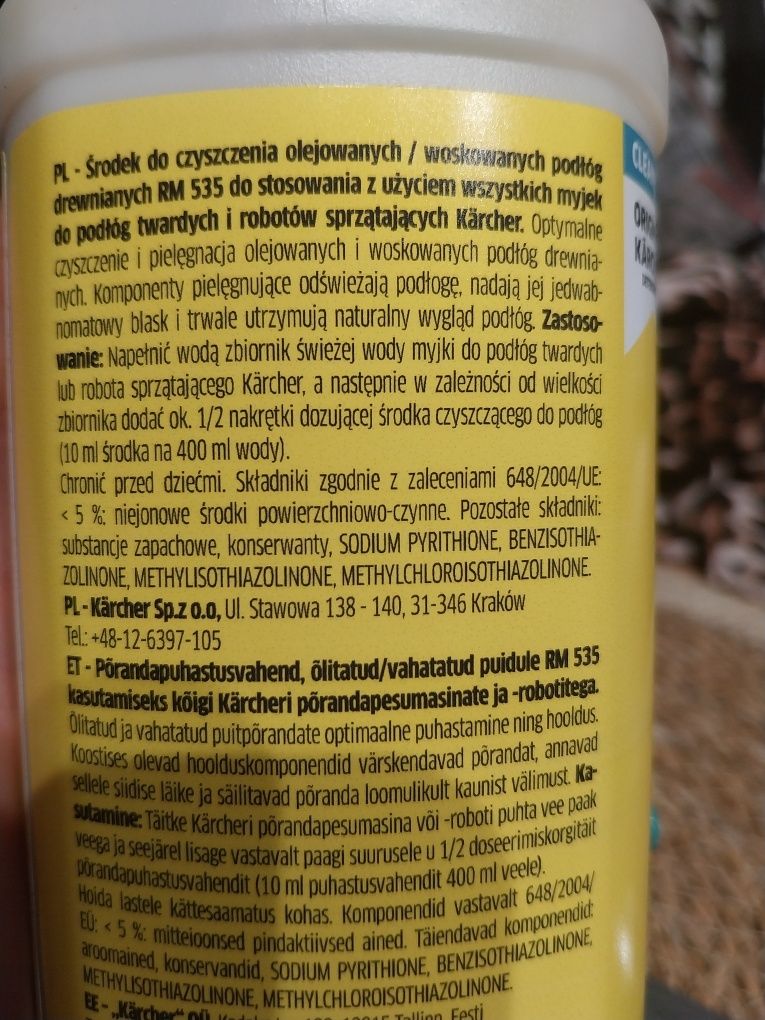 PL - Środek do czyszczenia olejowanych / woskowanych podłóg
drewnianych RM 535 do stosowania z użyciem wszystkich myjek
do podłóg twardych i robotów sprzątających Kärcher. Optymalne
czyszczenie i pielęgnacja olejowanych i woskowanych podłóg drewnia-
nych. Komponenty pielęgnujące odświeżają podłogę, nadają jej jedwab-
nomatowy blask i trwale utrzymują naturalny wygląd podłóg. Zastoso-
wanie: Napełnić wodą zbiornik świeżej wody myjki do podłóg twardych
lub robota sprzątającego Kärcher, a następnie w zależności od wielkości
zbiornika dodać ok. 1/2 nakrętki dozującej środka czyszczącego do podłóg
(10 ml środka na 400 ml wody).
Chronić przed dziećmi. Składniki zgodnie z zaleceniami 648/2004/UE:
< 5 %: niejonowe środki powierzchniowo-czynne. Pozostałe składniki:
substancje zapachowe, konserwanty, SODIUM PYRITHIONE, BENZISOTHIA-
ZOLINONE, METHYLISOTHIAZOLINONE, METHYLCHLOROISOTHIAZOLINONE.
PL - Kärcher Sp.z o.o, Ul. Stawowa 138 - 140, 31-346 Kraków
Tel.: +48-12-6397-105
ET - Põrandapuhastusvahend, õlitatud/vahatatud puidule RM 535
kasutamiseks kõigi Kärcheri põrandapesumasinate ja -robotitega.
Õlitatud ja vahatatud puitpõrandate optimaalne puhastamine ning hooldus.
Koostises olevad hoolduskomponendid värskendavad põrandat, annavad
sellele siidise läike ja säilitavad põranda loomulikult kaunist välimust. Ka-
sutamine: Täitke Kärcheri põrandapesumasina või -roboti puhta vee paak
veega ja seejärel lisage vastavalt paagi suurusele u 1/2 doseerimiskorgitäit
põrandapuhastusvahendit (10 ml puhastusvahendit 400 ml veele).
Hoida lastele kättesaamatus kohas. Komponendid vastavalt 648/2004/
EÜ: < 5 %: mitteioonsed pindaktiivsed ained. Täiendavad komponendid:
aroomained, konservandid, SODIUM PYRITHIONE, BENZISOTHIAZOLINONE,
METHYLISOTHIAZOLINONE, METHYLCHLOROISOTHIAZOLINONE.
EE - „Kärcher“ OÜ, Tallinn, Eesti